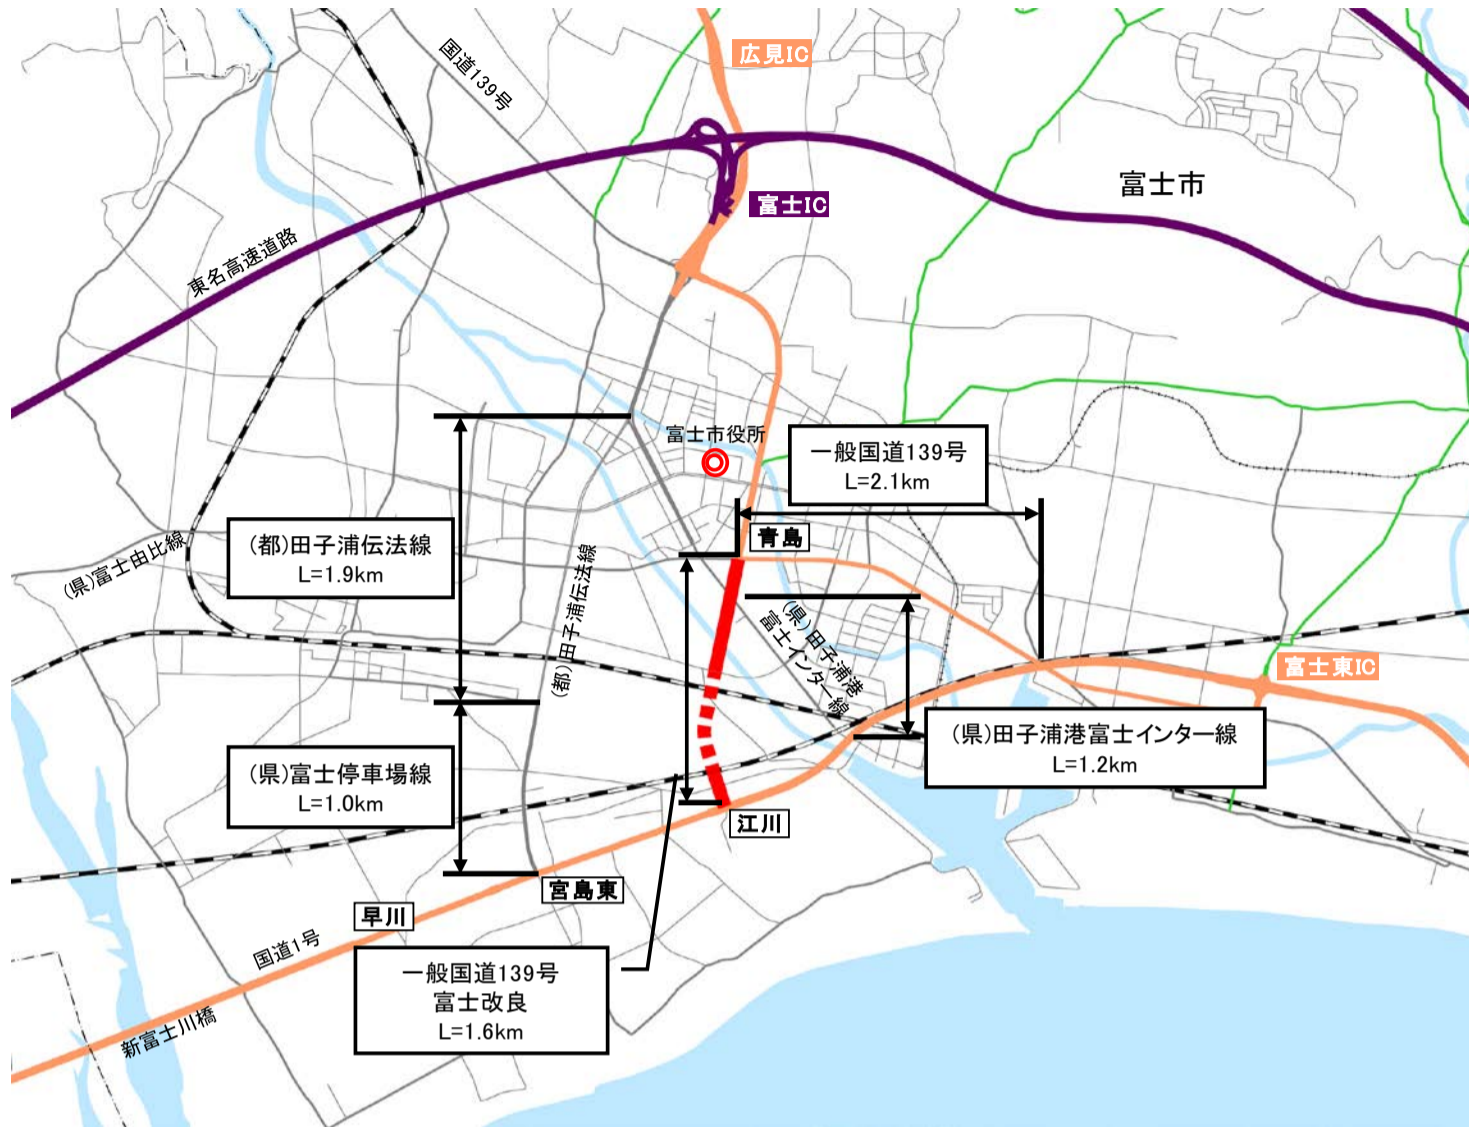 広見IC
国道139号
富士市
富士IC
東名高速道路
富士市役所
一般国道139号
L=2.1km
青島
(都)田子浦伝法線
L=1.9km
(県)富士由比線
(都)田子浦伝法線
(県)田子浦港
富士インター線
富士東IC
(県)田子浦港富士インター線
L=1.2km
(県)富士停車場線
L=1.0km
江川
宮島東
早川
国道1号
一般国道139号
富士改良
L=1.6km
新富士川橋